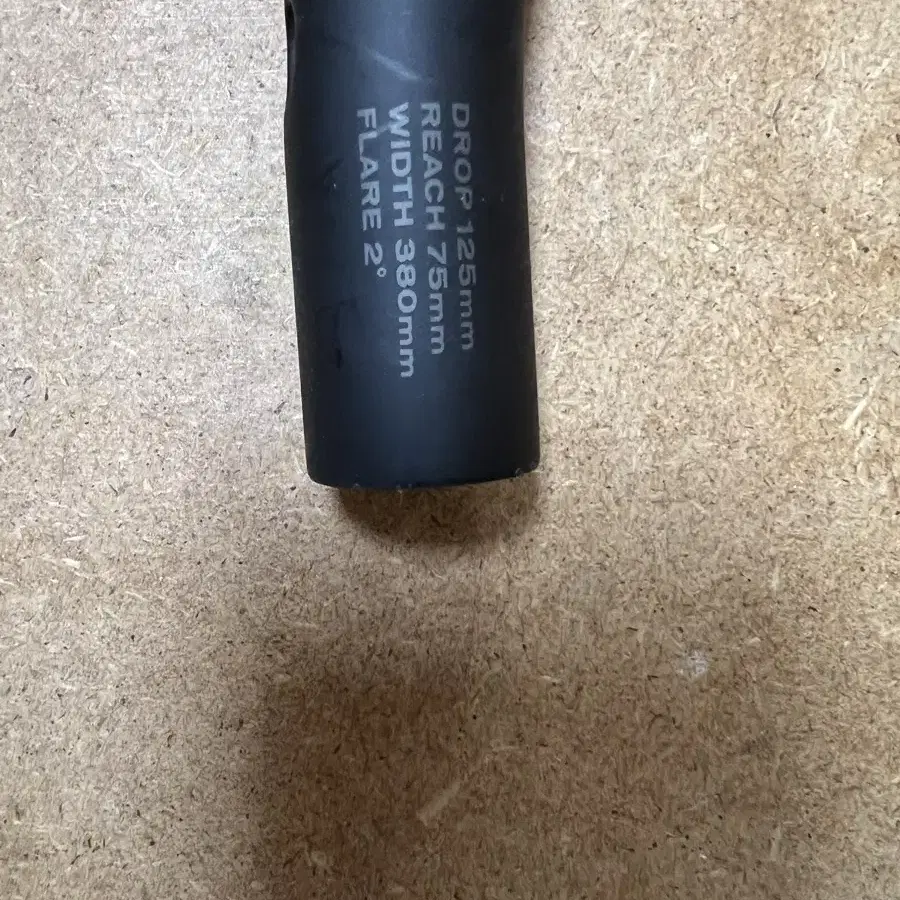 DROP 125mm
REACH 75mm
WIDTH 380mm
FLARE 2°